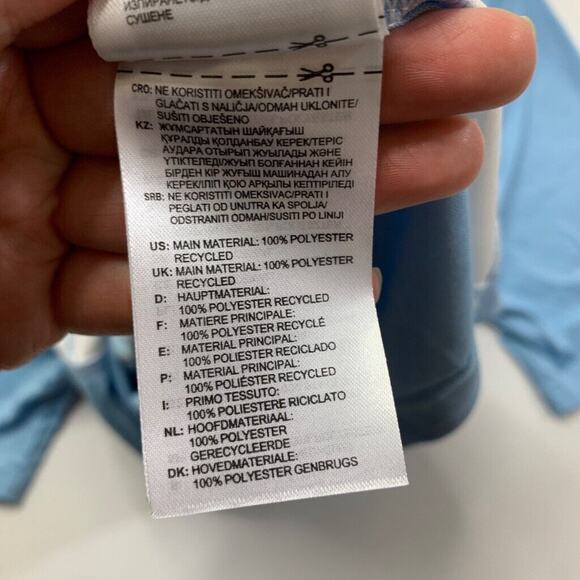 СУШЕНЕ
CRO: NE KORISTITI OMEKŠIVAČ/PRATI I
GLAČATI S NALIČJA/ODMAH UKLONITE/
SUŠITI OBJEŠENO
KZ: ЖҰМСАРТАТЫН ШАЙҚАҒЫШ
ҚҰРАЛДЫ ҚОЛДАНБАУ КЕРЕК/ТЕРІС
АУДАРА ОТЫРЫП ЖУЫЛАДЫ ЖӘНЕ
ҮТІКТЕЛЕДІ/ЖУЫП БОЛҒАННАН КЕЙІН
БІРДЕН КІР ЖУҒЫШ МАШИНАДАН АЛУ
КЕРЕК/ІЛІП ҚОЮ АРҚЫЛЫ КЕПТІРІЛЕДІ
SRB: NE KORISTITI OMEKSIVAC/PRATI I
PEGLATI OD UNUTRA KA SPOLJA/
ODSTRANITI ODMAH/SUSITI PO LINIJI
US: MAIN MATERIAL: 100% POLYESTER
RECYCLED
UK: MAIN MATERIAL: 100% POLYESTER
RECYCLED
D: HAUPTMATERIAL:
100% POLYESTER RECYCLED
F: MATIERE PRINCIPALE:
100% POLYESTER RECYCLÉ
E: MATERIAL PRINCIPAL:
100% POLIESTER RECICLADO
P: MATERIAL PRINCIPAL:
100% POLIÉSTER RECYCLED
I: PRIMO TESSUTO:
100% POLIESTERE RICICLATO
NL: HOOFDMATERIAAL:
100% POLYESTER
GERECYCLEERDE
DK: HOVEDMATERIALE:
100% POLYESTER GENBRUGS